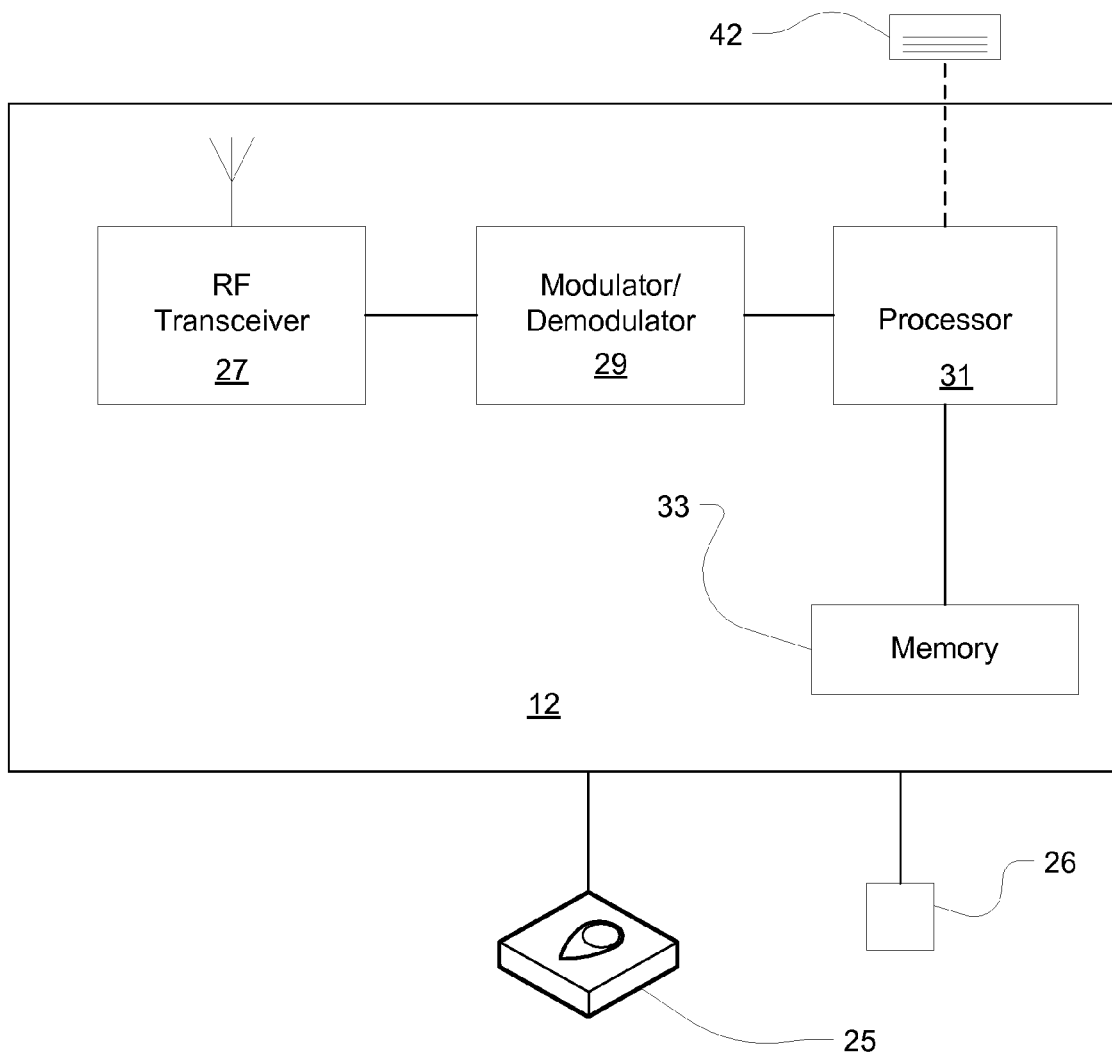 42
RF
Transceiver
27
Modulator/
Demodulator
29
Processor
31
33
Memory
12
26
25